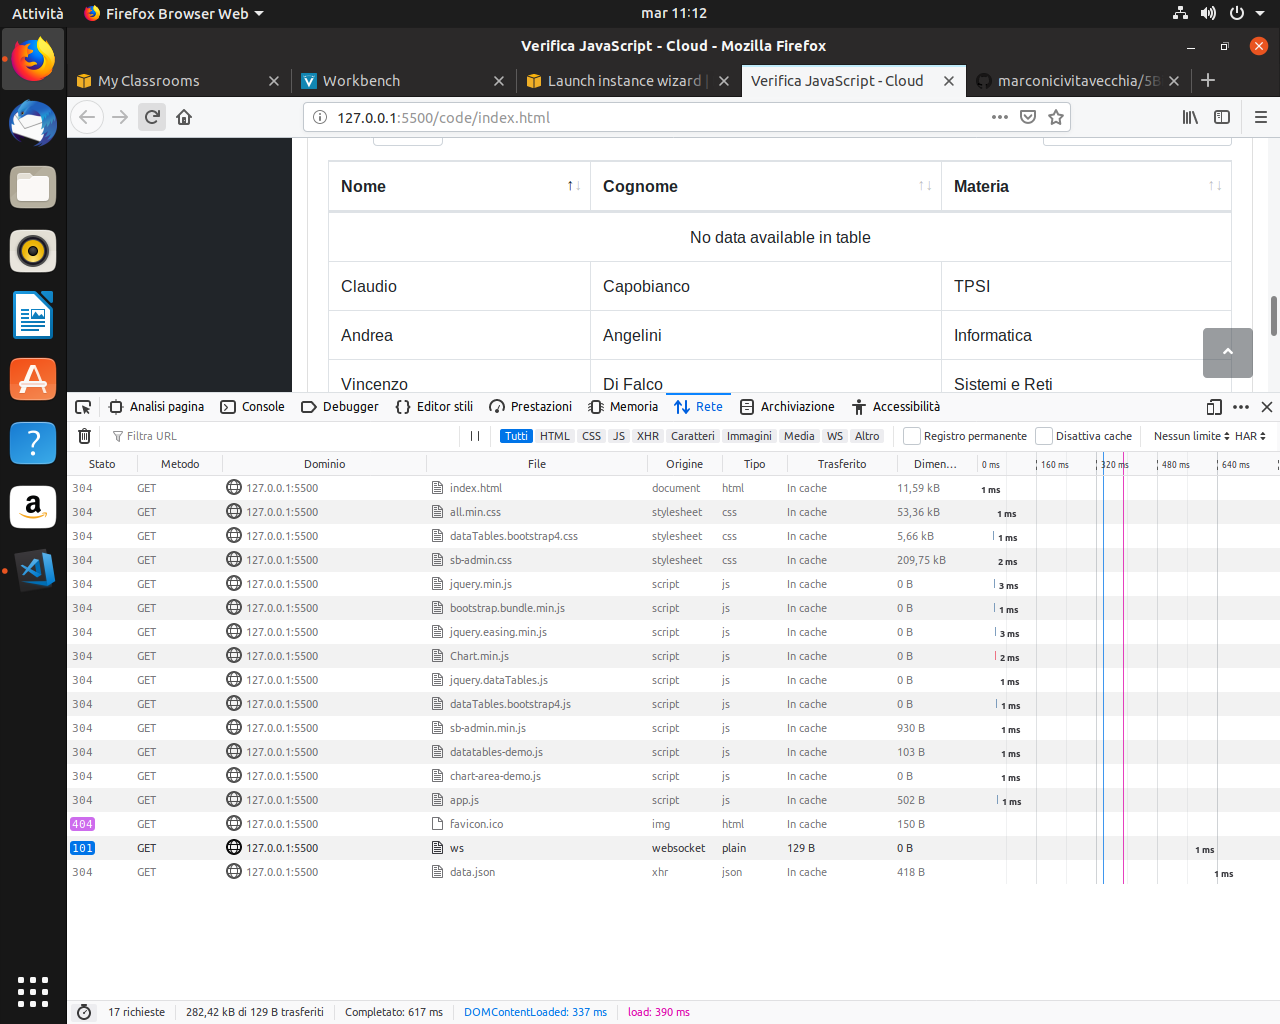 Attività Firefox Browser Web mar 11:12
Verifica JavaScript - Cloud - Mozilla Firefox
My Classrooms Workbench Launch instance wizard | Verifica JavaScript - Cloud marconicivitavecchia/5B
127.0.0.1:5500/code/index.html
Nome Cognome Materia
No data available in table
Claudio Capobianco TPSI
Andrea Angelini Informatica
Vincenzo Di Falco Sistemi e Reti
Analisi pagina Console Debugger Editor stili Prestazioni Memoria Rete Archiviazione Accessibilità
Filtra URL Tutti HTML CSS JS XHR Caratteri Immagini Media WS Altro Registro permanente Disattiva cache Nessun limite HAR
Stato Metodo Dominio File Origine Tipo Trasferito Dimen... 0 ms 160 ms 320 ms 480 ms 640 ms
304 GET 127.0.0.1:5500 index.html document html In cache 11,59 kB 1 ms
304 GET 127.0.0.1:5500 all.min.css stylesheet css In cache 53,36 kB 1 ms
304 GET 127.0.0.1:5500 dataTables.bootstrap4.css stylesheet css In cache 5,66 kB 1 ms
304 GET 127.0.0.1:5500 sb-admin.css stylesheet css In cache 209,75 kB 2 ms
304 GET 127.0.0.1:5500 jquery.min.js script js In cache 0 B 3 ms
304 GET 127.0.0.1:5500 bootstrap.bundle.min.js script js In cache 0 B 1 ms
304 GET 127.0.0.1:5500 jquery.easing.min.js script js In cache 0 B 3 ms
304 GET 127.0.0.1:5500 Chart.min.js script js In cache 0 B 2 ms
304 GET 127.0.0.1:5500 jquery.dataTables.js script js In cache 0 B 1 ms
304 GET 127.0.0.1:5500 dataTables.bootstrap4.js script js In cache 0 B 1 ms
304 GET 127.0.0.1:5500 sb-admin.min.js script js In cache 930 B 1 ms
304 GET 127.0.0.1:5500 datatables-demo.js script js In cache 103 B 1 ms
304 GET 127.0.0.1:5500 chart-area-demo.js script js In cache 0 B 1 ms
304 GET 127.0.0.1:5500 app.js script js In cache 502 B 1 ms
404 GET 127.0.0.1:5500 favicon.ico img html In cache 150 B
101 GET 127.0.0.1:5500 ws websocket plain 129 B 0 B 1 ms
304 GET 127.0.0.1:5500 data.json xhr json In cache 418 B 1 ms
17 richieste 282,42 kB di 129 B trasferiti Completato: 617 ms DOMContentLoaded: 337 ms load: 390 ms